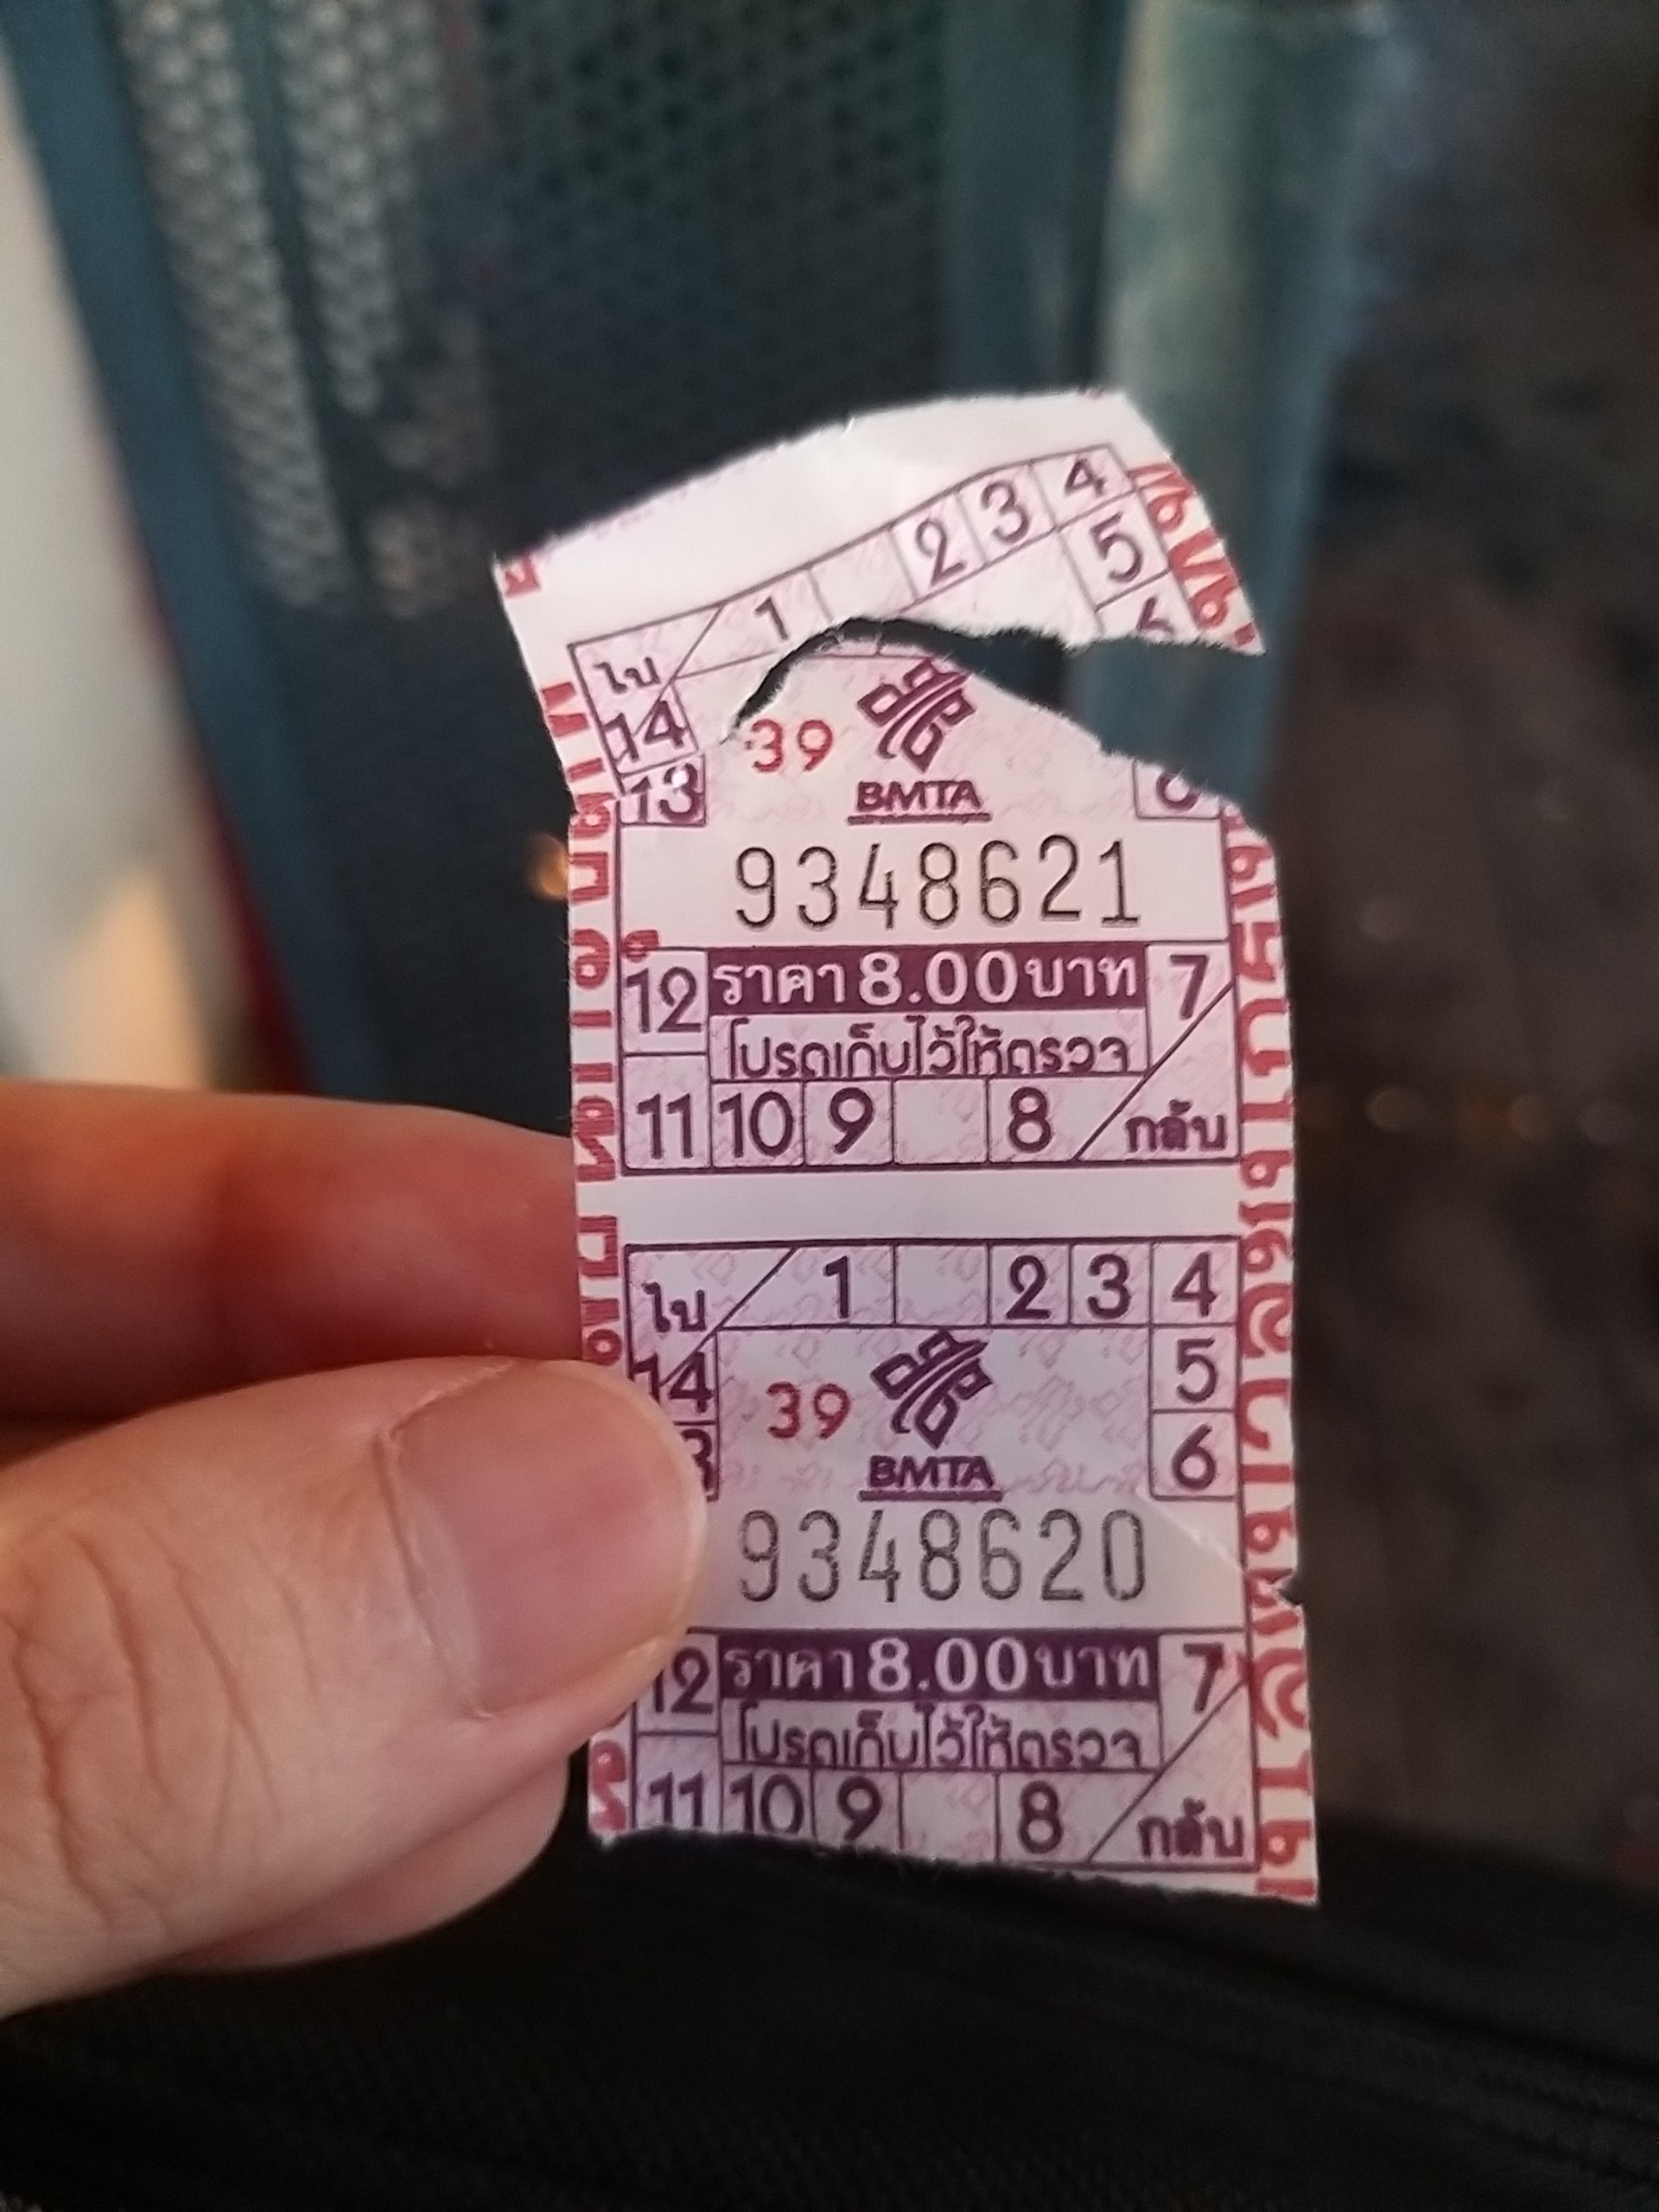 1 2 3 4
ไป 5
14
39
BMTA
13
9348621
12 ราคา 8.00 บาท 7
โปรดเก็บไว้ให้ตรวจ
11 10 9 8 กลับ
ไป 1 2 3 4
14 5
39
BMTA 6
9348620
12 ราคา 8.00 บาท 7
โปรดเก็บไว้ให้ตรวจ
11 10 9 8 กลับ